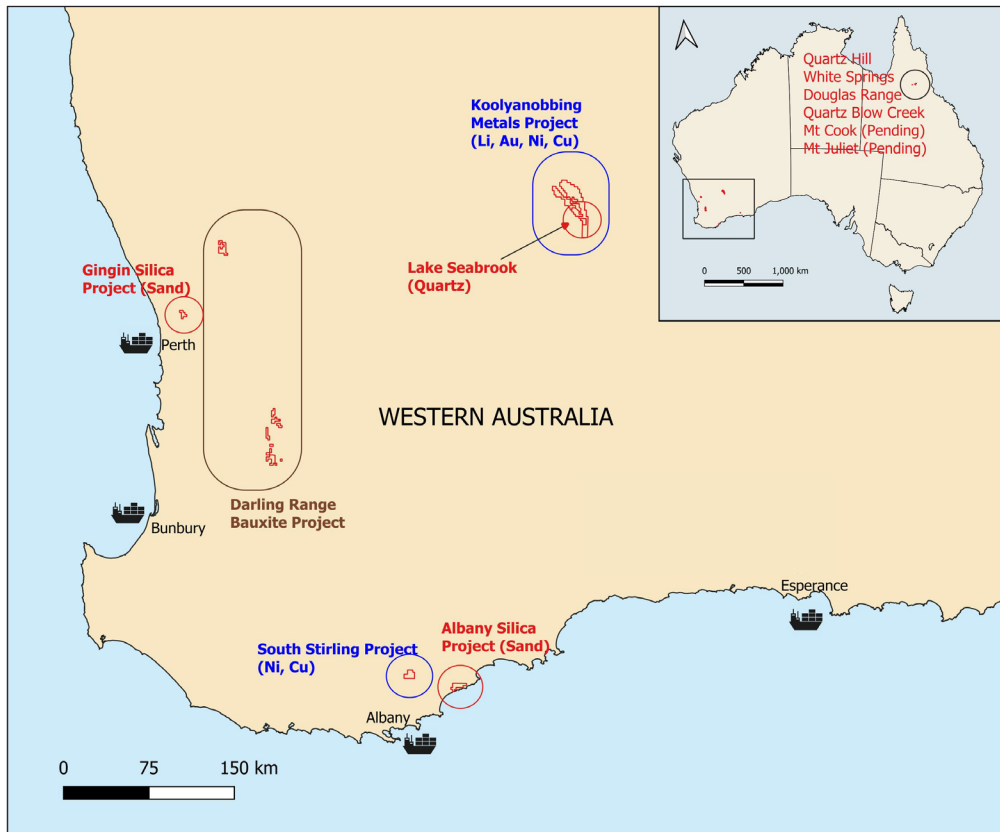 Quartz Hill
White Springs
Douglas Range
Quartz Blow Creek
Mt Cook (Pending)
Mt Juliet (Pending)
0 500 1,000 km
Koolyanobbing
Metals Project
(Li, Au, Ni, Cu)
Lake Seabrook
(Quartz)
Gingin Silica
Project (Sand)
Perth
WESTERN AUSTRALIA
Darling Range
Bauxite Project
Bunbury
Esperance
South Stirling Project
(Ni, Cu)
Albany Silica
Project (Sand)
Albany
0 75 150 km